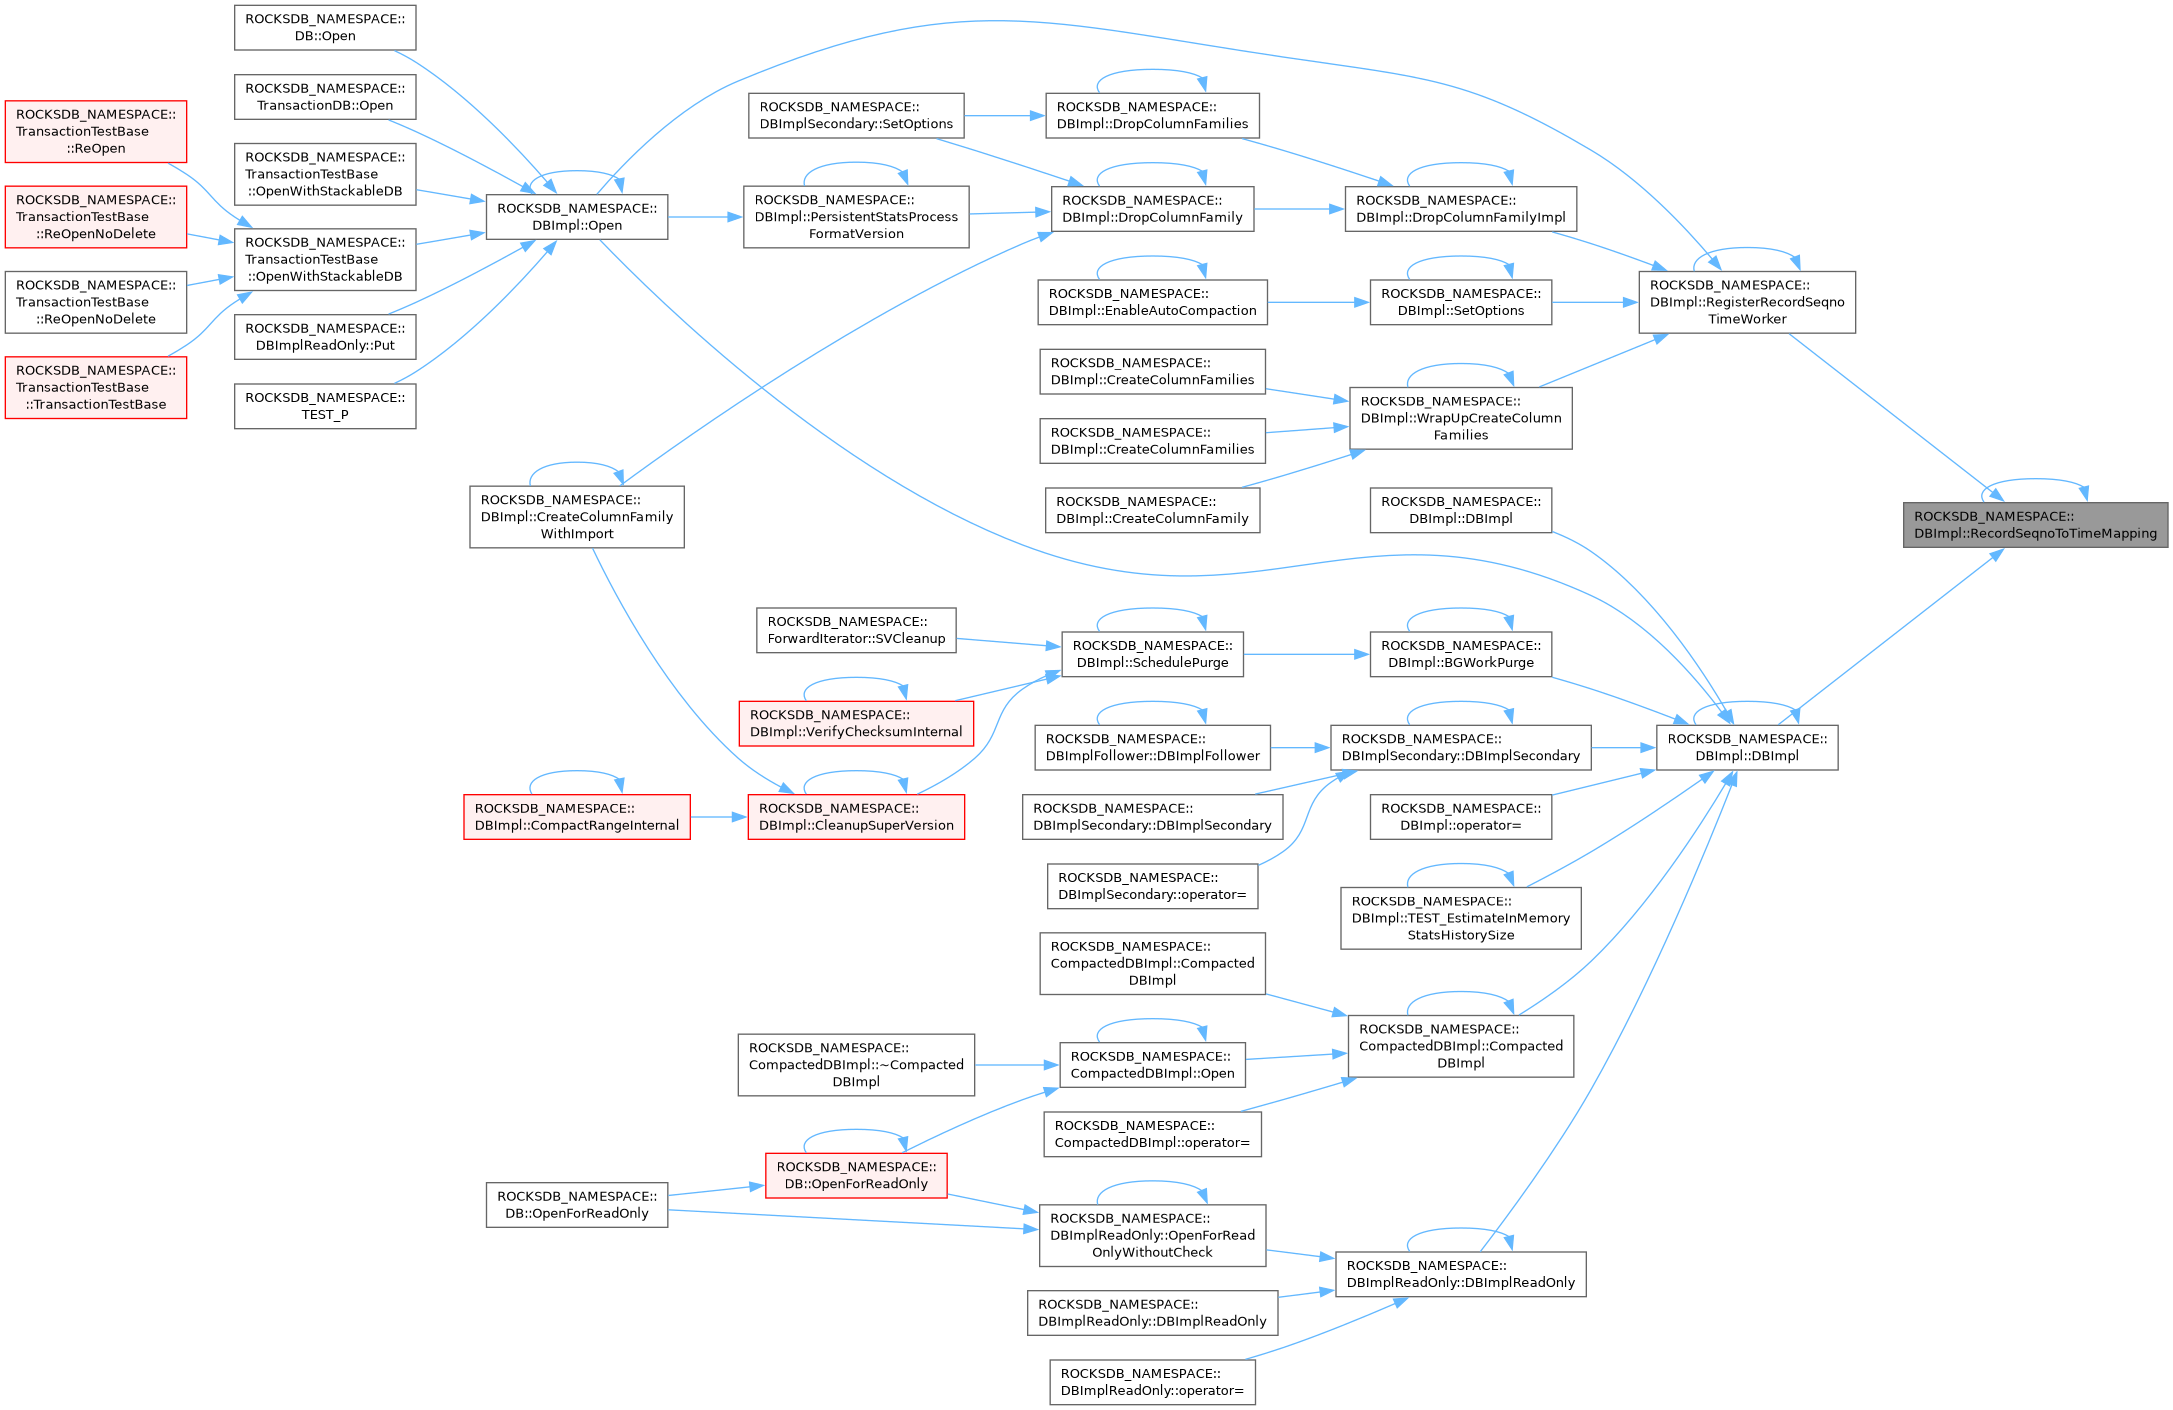 ROCKSDB_NAMESPACE::
DB::Open
ROCKSDB_NAMESPACE::
TransactionDB::Open
ROCKSDB_NAMESPACE::
TransactionTestBase
::ReOpen
ROCKSDB_NAMESPACE::
TransactionTestBase
::OpenWithStackableDB
ROCKSDB_NAMESPACE::
TransactionTestBase
::ReOpenNoDelete
ROCKSDB_NAMESPACE::
TransactionTestBase
::OpenWithStackableDB
ROCKSDB_NAMESPACE::
TransactionTestBase
::ReOpenNoDelete
ROCKSDB_NAMESPACE::
DBImplReadOnly::Put
ROCKSDB_NAMESPACE::
TransactionTestBase
::TransactionTestBase
ROCKSDB_NAMESPACE::
TEST_P
ROCKSDB_NAMESPACE::
DBImpl::Open
ROCKSDB_NAMESPACE::
DBImplSecondary::SetOptions
ROCKSDB_NAMESPACE::
DBImpl::PersistentStatsProcess
FormatVersion
ROCKSDB_NAMESPACE::
DBImpl::DropColumnFamilies
ROCKSDB_NAMESPACE::
DBImpl::DropColumnFamily
ROCKSDB_NAMESPACE::
DBImpl::DropColumnFamilyImpl
ROCKSDB_NAMESPACE::
DBImpl::EnableAutoCompaction
ROCKSDB_NAMESPACE::
DBImpl::SetOptions
ROCKSDB_NAMESPACE::
DBImpl::RegisterRecordSeqno
TimeWorker
ROCKSDB_NAMESPACE::
DBImpl::CreateColumnFamilies
ROCKSDB_NAMESPACE::
DBImpl::CreateColumnFamilies
ROCKSDB_NAMESPACE::
DBImpl::WrapUpCreateColumn
Families
ROCKSDB_NAMESPACE::
DBImpl::CreateColumnFamily
ROCKSDB_NAMESPACE::
DBImpl::DBImpl
ROCKSDB_NAMESPACE::
DBImpl::CreateColumnFamily
WithImport
ROCKSDB_NAMESPACE::
DBImpl::RecordSeqnoToTimeMapping
ROCKSDB_NAMESPACE::
ForwardIterator::SVCleanup
ROCKSDB_NAMESPACE::
DBImpl::SchedulePurge
ROCKSDB_NAMESPACE::
DBImpl::BGWorkPurge
ROCKSDB_NAMESPACE::
DBImpl::VerifyChecksumInternal
ROCKSDB_NAMESPACE::
DBImplFollower::DBImplFollower
ROCKSDB_NAMESPACE::
DBImplSecondary::DBImplSecondary
ROCKSDB_NAMESPACE::
DBImpl::DBImpl
ROCKSDB_NAMESPACE::
DBImpl::CompactRangeInternal
ROCKSDB_NAMESPACE::
DBImpl::CleanupSuperVersion
ROCKSDB_NAMESPACE::
DBImplSecondary::DBImplSecondary
ROCKSDB_NAMESPACE::
DBImpl::operator=
ROCKSDB_NAMESPACE::
DBImplSecondary::operator=
ROCKSDB_NAMESPACE::
DBImpl::TEST_EstimateInMemory
StatsHistorySize
ROCKSDB_NAMESPACE::
CompactedDBImpl::Compacted
DBImpl
ROCKSDB_NAMESPACE::
CompactedDBImpl::Compacted
DBImpl
ROCKSDB_NAMESPACE::
CompactedDBImpl::~Compacted
DBImpl
ROCKSDB_NAMESPACE::
CompactedDBImpl::Open
ROCKSDB_NAMESPACE::
CompactedDBImpl::operator=
ROCKSDB_NAMESPACE::
DB::OpenForReadOnly
ROCKSDB_NAMESPACE::
DB::OpenForReadOnly
ROCKSDB_NAMESPACE::
DBImplReadOnly::OpenForRead
OnlyWithoutCheck
ROCKSDB_NAMESPACE::
DBImplReadOnly::DBImplReadOnly
ROCKSDB_NAMESPACE::
DBImplReadOnly::DBImplReadOnly
ROCKSDB_NAMESPACE::
DBImplReadOnly::operator=